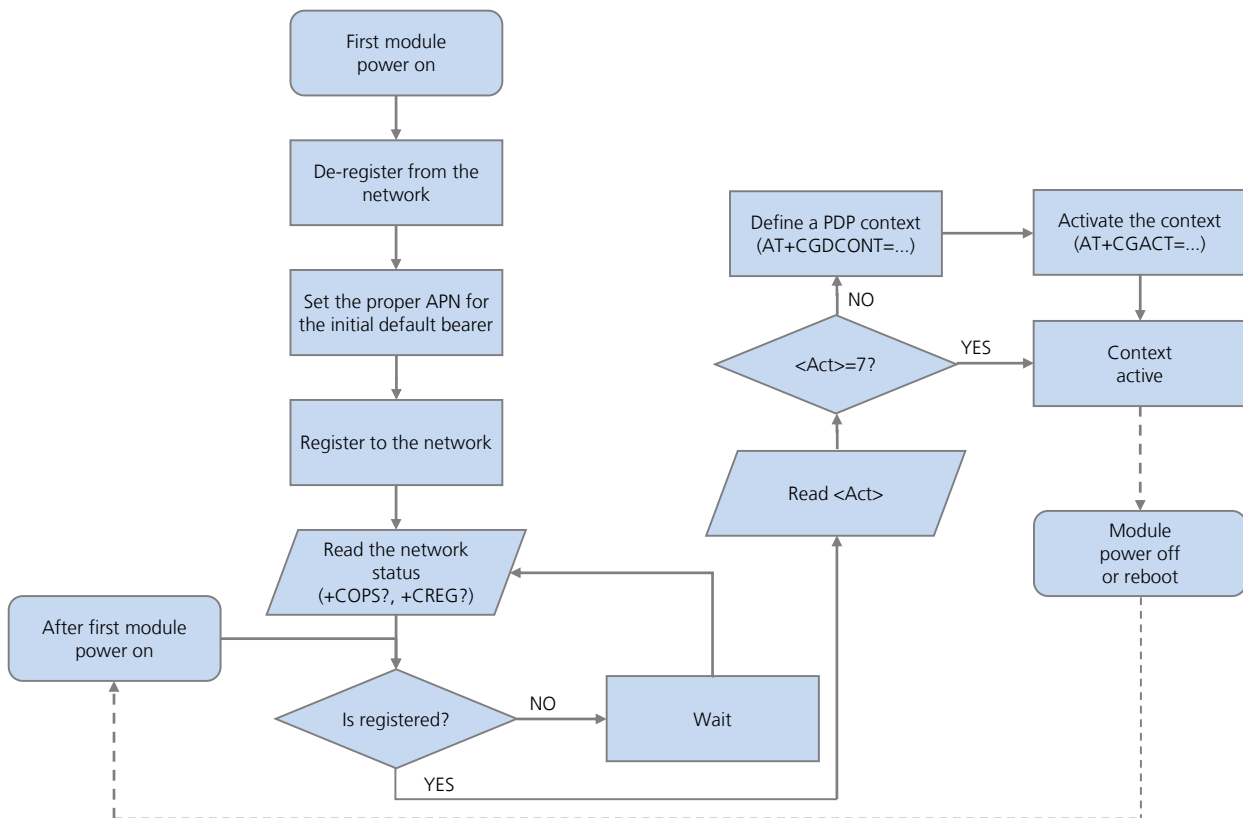 First module
power on
De-register from the
network
Set the proper APN for
the initial default bearer
Register to the network
Read the network
status
(+COPS?, +CREG?)
After first module
power on
Is registered?
NO
Wait
YES
Read <Act>
<Act>=7?
NO
YES
Define a PDP context
(AT+CGDCONT=...)
Activate the context
(AT+CGACT=...)
Context
active
Module
power off
or reboot